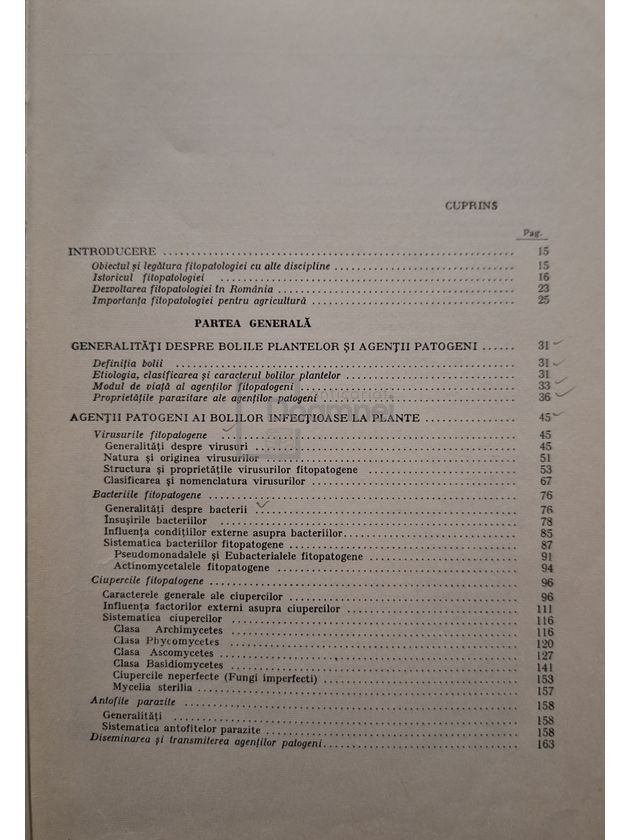 CUPRINS
Pag.
INTRODUCERE ........ 15
Obiectul și legătura fitopatologiei cu alte discipline ........ 15
Istoricul fitopatologiei ........ 16
Dezvoltarea fitopatologiei în România ........ 23
Importanța fitopatologiei pentru agricultură ........ 25
PARTEA GENERALĂ
GENERALITĂȚI DESPRE BOLILE PLANTELOR ȘI AGENȚII PATOGENI ...... 31
Definiția bolii ........ 31
Etiologia, clasificarea și caracterul bolilor plantelor ........ 31
Modul de viață al agenților fitopatogeni ........ 33
Proprietățile parazitare ale agenților patogeni ........ 36
AGENȚII PATOGENI AI BOLILOR INFECȚIOASE LA PLANTE ........ 45
Virusurile fitopatogene ........ 45
Generalități despre virusuri ........ 45
Natura și originea virusurilor ........ 51
Structura și proprietățile virusurilor fitopatogene ........ 53
Clasificarea și nomenclatura virusurilor ........ 67
Bacteriile fitopatogene ........ 76
Generalități despre bacterii ........ 76
Însușirile bacteriilor ........ 78
Influența condițiilor externe asupra bacteriilor ........ 85
Sistematica bacteriilor fitopatogene ........ 87
Pseudomonadalele și Eubacterialele fitopatogene ........ 91
Actinomycetalele fitopatogene ........ 94
Ciupercile fitopatogene ........ 96
Caracterele generale ale ciupercilor ........ 96
Influența factorilor externi asupra ciupercilor ........ 111
Sistematica ciupercilor ........ 116
Clasa Archimycetes ........ 116
Clasa Phycomycetes ........ 120
Clasa Ascomycetes ........ 127
Clasa Basidiomycetes ........ 141
Ciupercile neperfecte (Fungi imperfecti) ........ 153
Mycelia sterilia ........ 157
Antofite parazite ........ 158
Generalități ........ 158
Sistematica antofitelor parazite ........ 158
Diseminarea și transmiterea agenților patogeni ........ 163